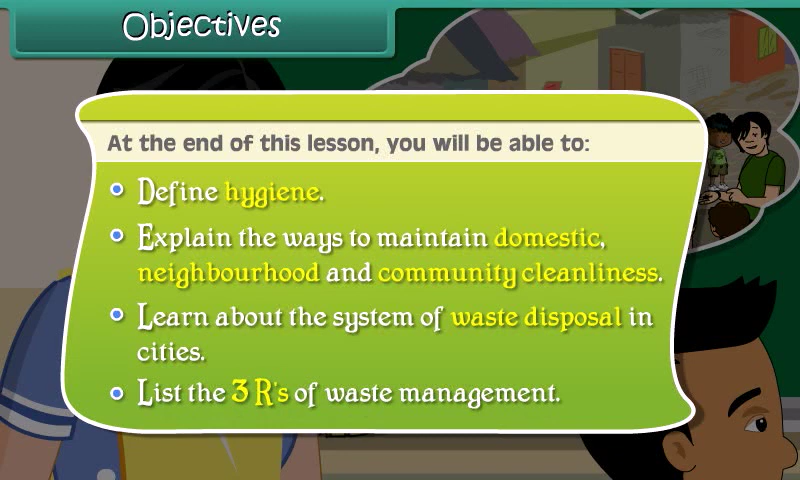 Objectives
At the end of this lesson, you will be able to:
Define hygiene.
Explain the ways to maintain domestic,
neighbourhood and community cleanliness.
Learn about the system of waste disposal in
cities.
List the 3 R's of waste management.